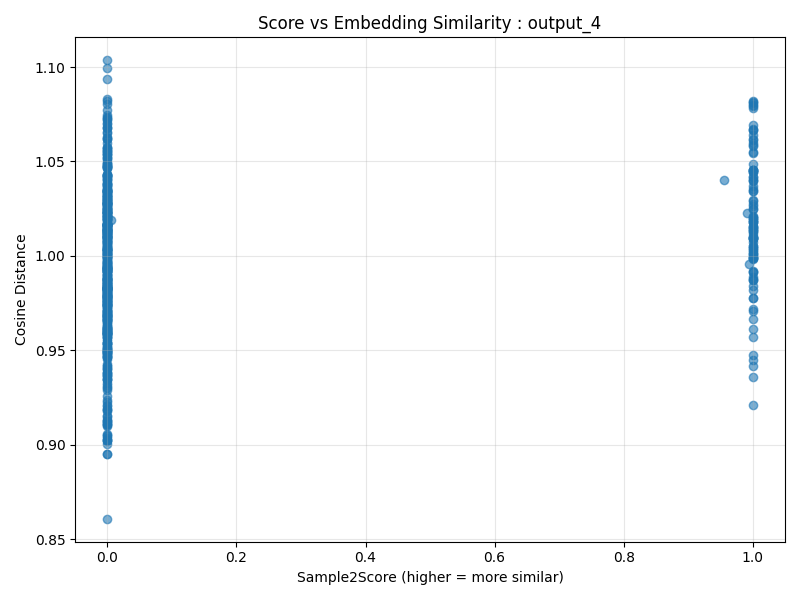 Score vs Embedding Similarity : output_4
1.10
1.05
1.00
0.95
0.90
0.85
Cosine Distance
0.0 0.2 0.4 0.6 0.8 1.0
Sample2Score (higher = more similar)